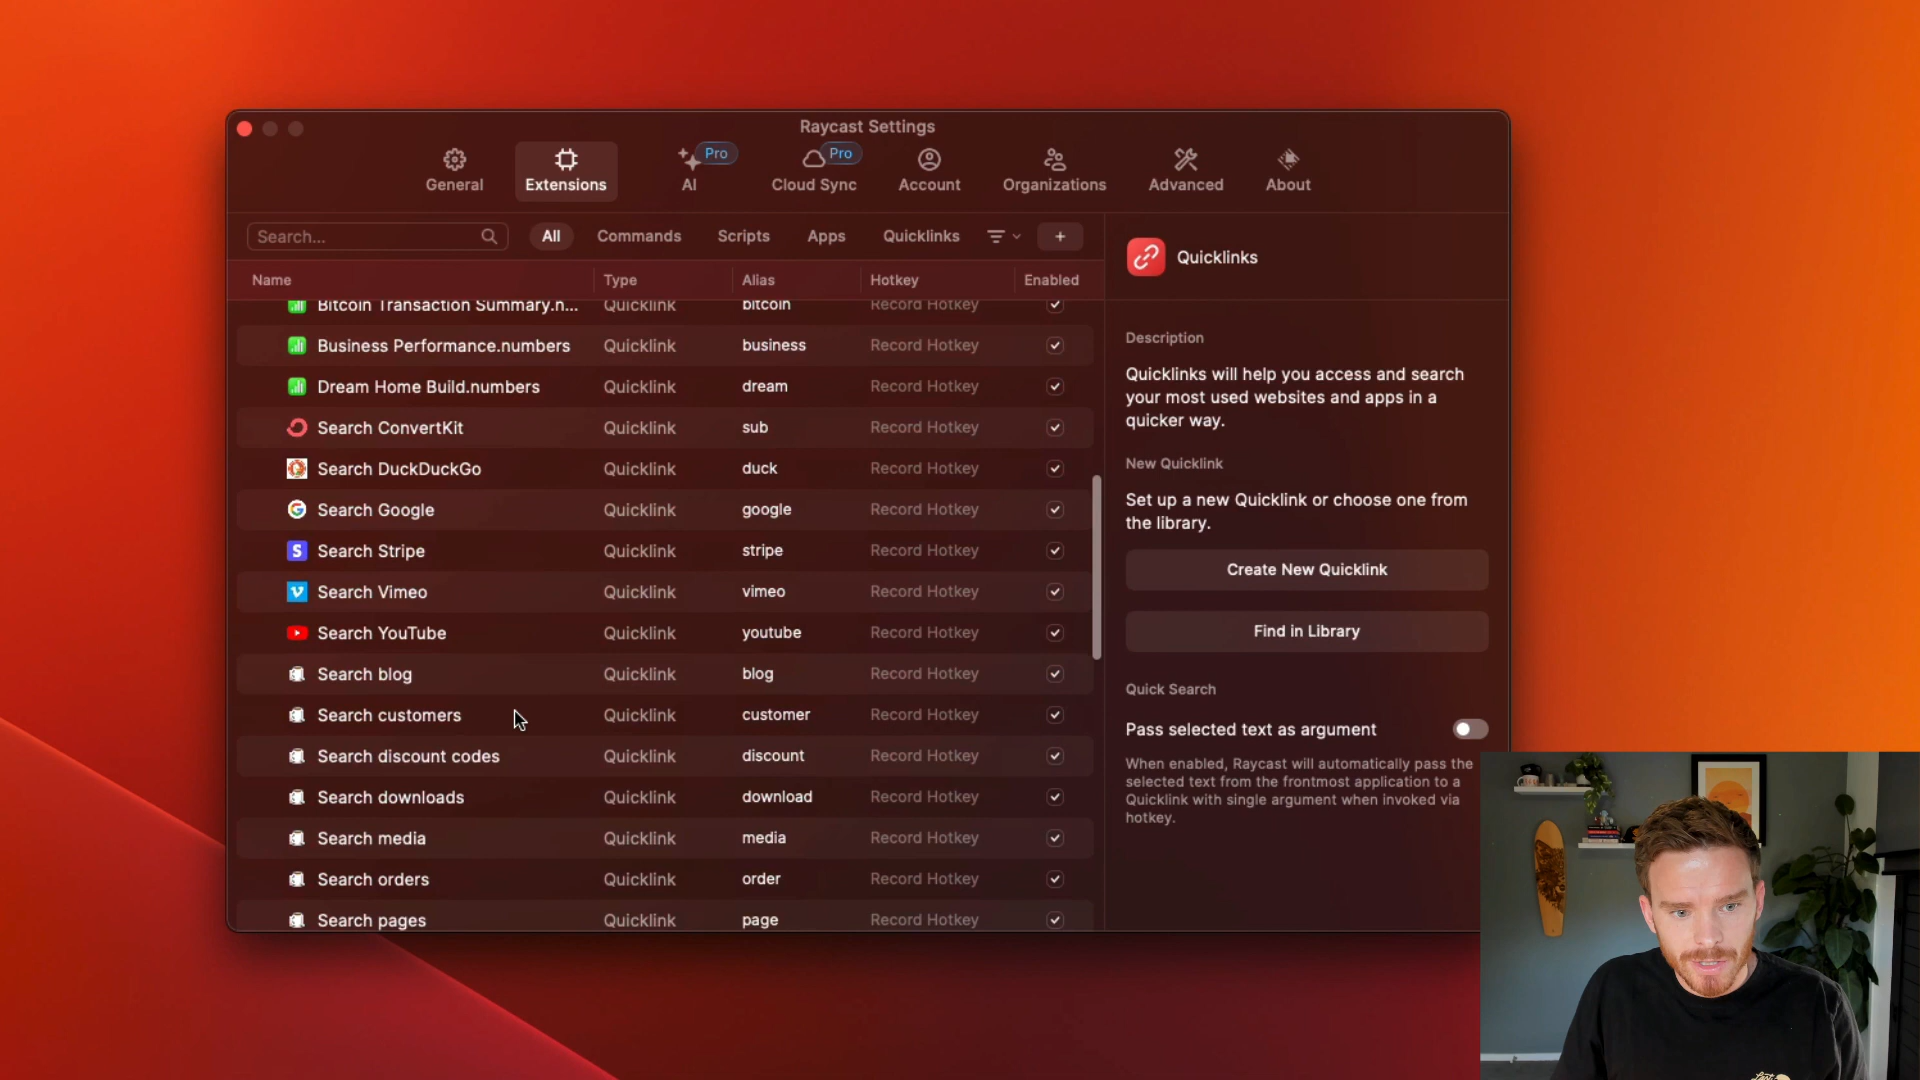 Raycast Settings
General
Extensions
Pro
AI
Pro
Cloud Sync
Account
Organizations
Advanced
About
Search...
All
Commands
Scripts
Apps
Quicklinks
+
Name Type Alias Hotkey Enabled
Bitcoin Transaction Summary.n... Quicklink bitcoin Record Hotkey
Business Performance.numbers Quicklink business Record Hotkey
Dream Home Build.numbers Quicklink dream Record Hotkey
Search ConvertKit Quicklink sub Record Hotkey
Search DuckDuckGo Quicklink duck Record Hotkey
Search Google Quicklink google Record Hotkey
Search Stripe Quicklink stripe Record Hotkey
Search Vimeo Quicklink vimeo Record Hotkey
Search YouTube Quicklink youtube Record Hotkey
Search blog Quicklink blog Record Hotkey
Search customers Quicklink customer Record Hotkey
Search discount codes Quicklink discount Record Hotkey
Search downloads Quicklink download Record Hotkey
Search media Quicklink media Record Hotkey
Search orders Quicklink order Record Hotkey
Search pages Quicklink page Record Hotkey
Quicklinks
Description
Quicklinks will help you access and search
your most used websites and apps in a
quicker way.
New Quicklink
Set up a new Quicklink or choose one from
the library.
Create New Quicklink
Find in Library
Quick Search
Pass selected text as argument
When enabled, Raycast will automatically pass the
selected text from the frontmost application to a
Quicklink with single argument when invoked via
hotkey.